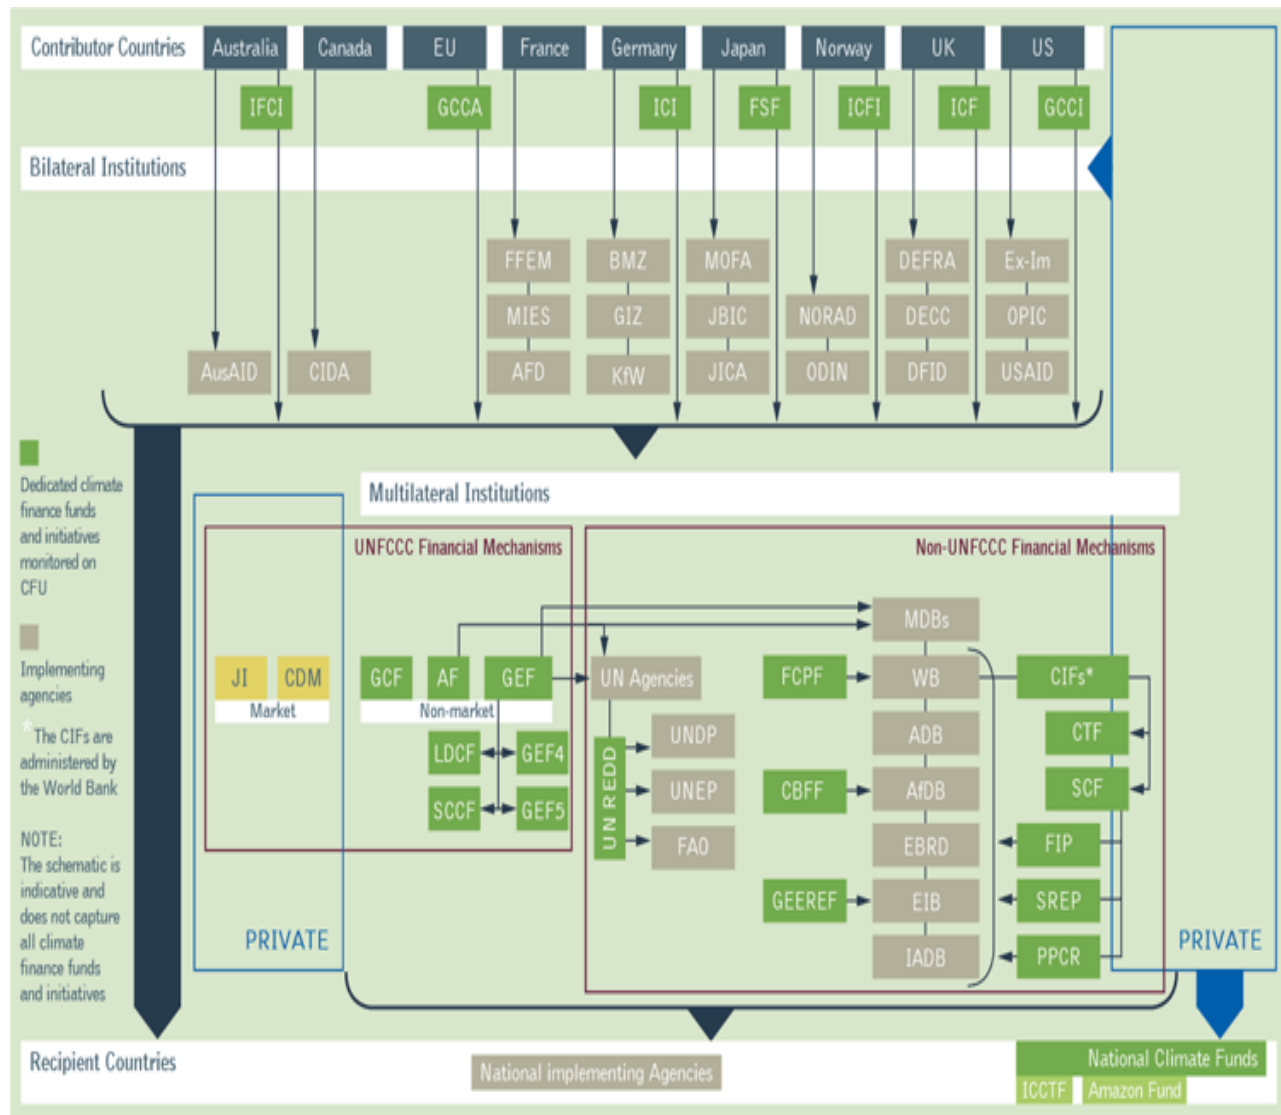 Contributor Countries
Australia
Canada
EU
France
Germany
Japan
Norway
UK
US
IFCI
GCCA
ICI
FSF
ICFI
ICF
GCCI
Bilateral Institutions
FFEM
BMZ
MOFA
DEFRA
Ex-Im
MIES
GIZ
JBIC
NORAD
DECC
OPIC
AusAID
CIDA
AFD
KfW
JICA
ODIN
DFID
USAID
Dedicated climate
finance funds
and initiatives
monitored on
CFU
Implementing
agencies
*The CIFs are
administered by
the World Bank
NOTE:
The schematic is
indicative and
does not capture
all climate
finance funds
and initiatives
Multilateral Institutions
UNFCCC Financial Mechanisms
Non-UNFCCC Financial Mechanisms
JI
CDM
Market
GCF
AF
GEF
Non-market
LDCF
GEF4
SCCF
GEF5
PRIVATE
UN Agencies
UN REDD
UNDP
UNEP
FAO
FCPF
CBFF
GEEREF
MDBs
WB
ADB
AfDB
EBRD
EIB
IADB
CIFs*
CTF
SCF
FIP
SREP
PPCR
PRIVATE
Recipient Countries
National implementing Agencies
National Climate Funds
ICCTF
Amazon Fund